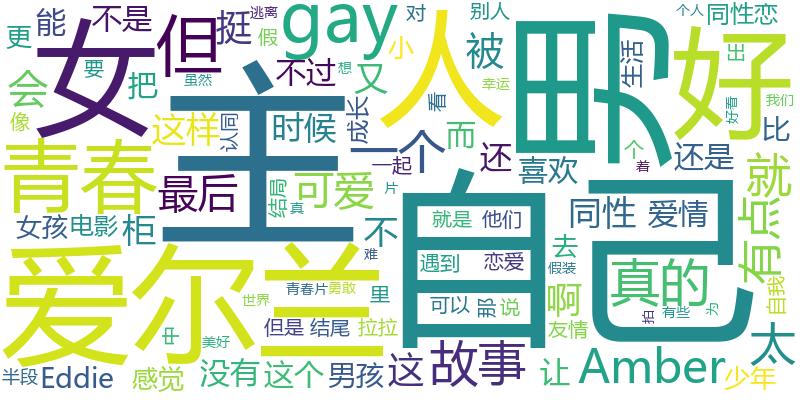 更 能 不是 但 挺 gay 逃离 假 对 别人 个人 同性恋
女 要 虽然 把 不过 又 想 小 人 被 幸运 男 生活 出 好 看 好看 我们
会 像 这样 认同 时候 成长 一个 而 还 个 着 还是 比
青春 最后 主 结局 可爱 一起 片 真 不 自己 喜欢 就
女孩 电影 柜 难 就是 他们 去 同性 爱情 有点
爱尔兰 世界 青春片 勇敢 里 遇到 恋爱 假装 真的 自我
中 美好 但是 结尾 拉拉 可以 那 说 啊 友情 拍 有些 为 太
半段 Eddie 感觉 没有 这个 男孩 这 故事 让 Amber 少年